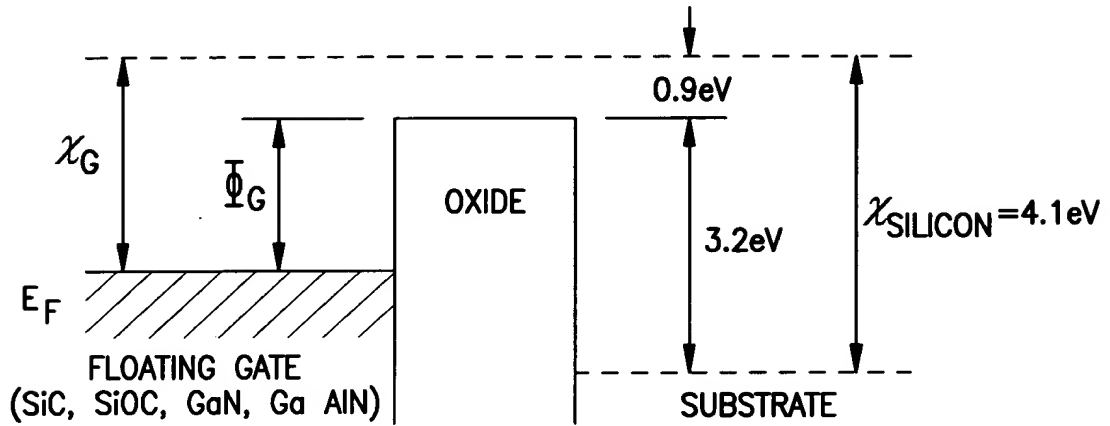 0.9eV
χG
ΦG
OXIDE
3.2eV
χSILICON=4.1eV
EF
FLOATING GATE
(SiC, SiOC, GaN, Ga AlN)
SUBSTRATE